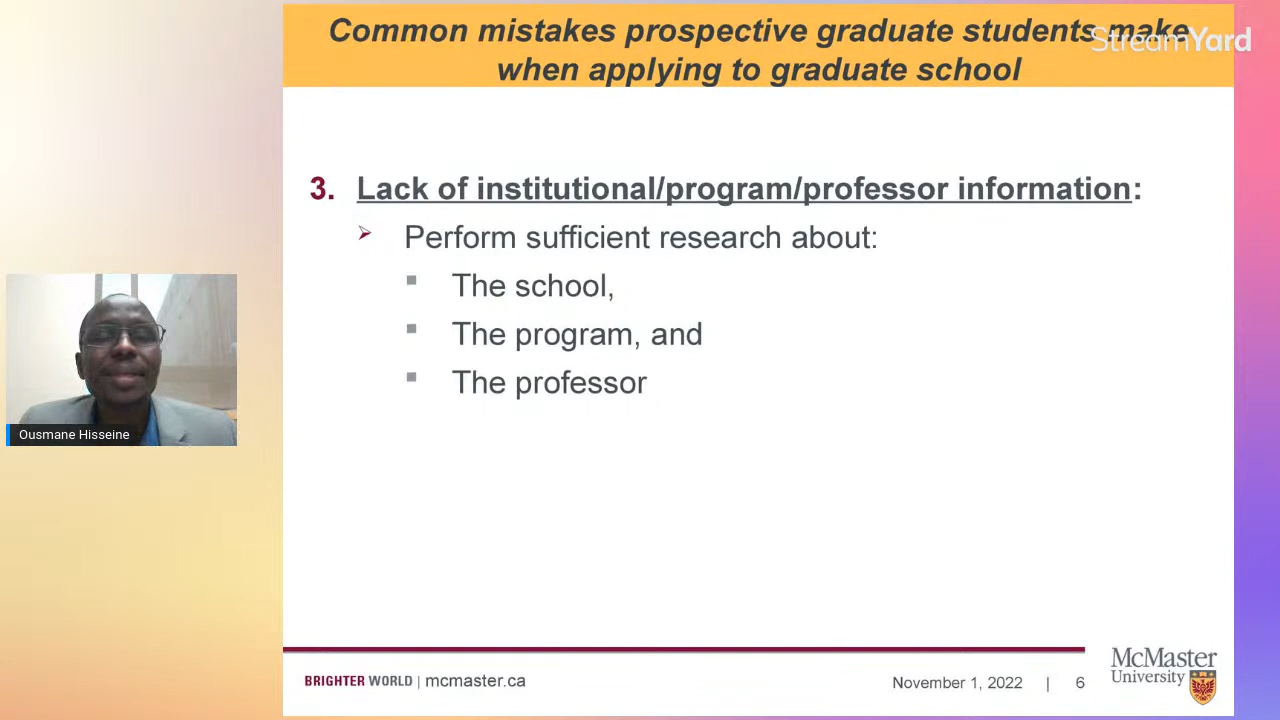 Common mistakes prospective graduate students make
when applying to graduate school
StreamYard
3. Lack of institutional/program/professor information:
Perform sufficient research about:
The school,
The program, and
The professor
Ousmane Hisseine
BRIGHTER WORLD | mcmaster.ca
November 1, 2022 | 6
McMaster
University